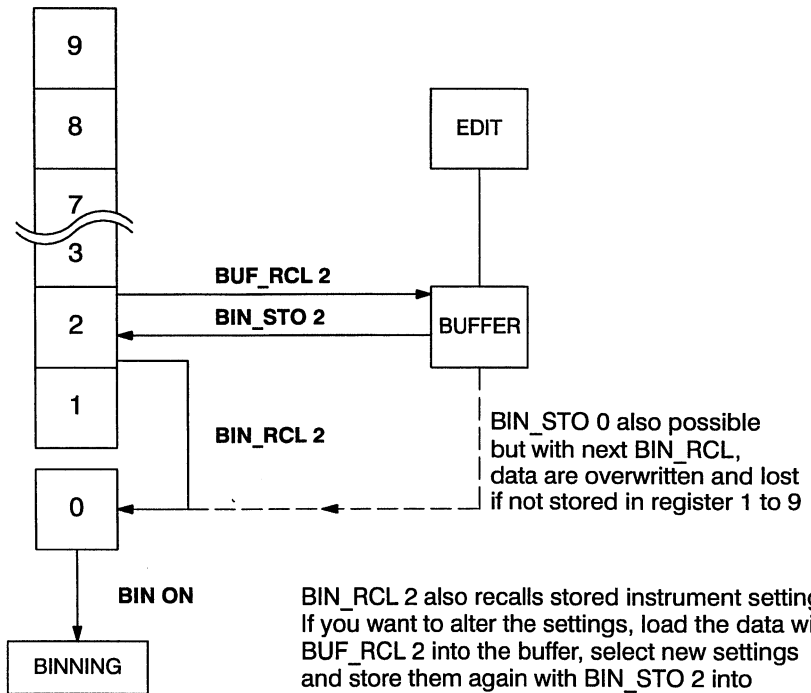 9
8
EDIT
7
3
BUF_RCL 2
2
BIN_STO 2
BUFFER
1
BIN_RCL 2
BIN_STO 0 also possible
but with next BIN_RCL,
data are overwritten and lost
if not stored in register 1 to 9
0
BIN ON
BIN_RCL 2 also recalls stored instrument
If you want to alter the settings, load the data
BUF_RCL 2 into the buffer, select new settings
and store them again with BIN_STO 2 into
BINNING